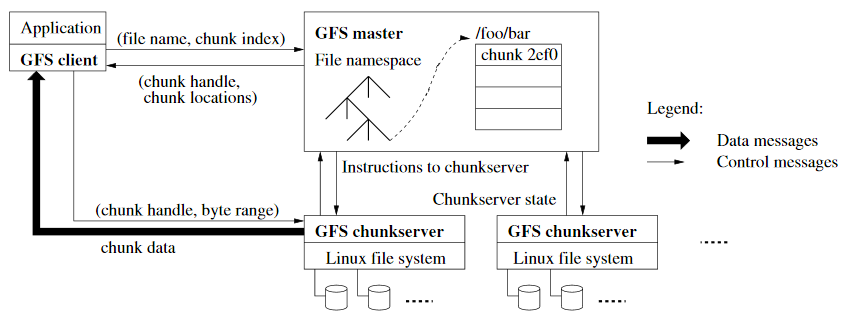 Application
GFS client
(file name, chunk index)
(chunk handle,
chunk locations)
GFS master
File namespace
/foo/bar
chunk 2ef0
Legend:
Data messages
Control messages
Instructions to chunkserver
Chunkserver state
(chunk handle, byte range)
chunk data
GFS chunkserver
Linux file system
GFS chunkserver
Linux file system